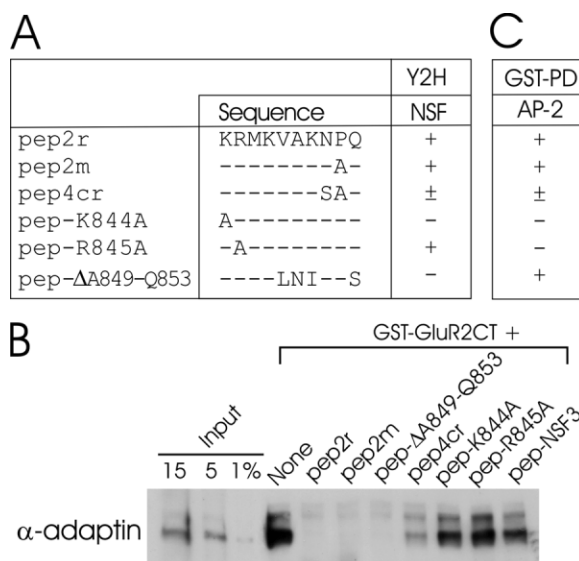 A
C
Y2H
GST-PD
Sequence
NSF
AP-2
pep2r KRMKVAKNPQ + +
pep2m --------A- + +
pep4cr -------SA- ± ±
pep-K844A A--------- – –
pep-R845A -A-------- + –
pep-ΔA849-Q853 ----LNI--S – +
B
GST-GluR2CT +
Input
15 5 1%
None
pep2r
pep2m
pep-ΔA849-Q853
pep4cr
pep-K844A
pep-R845A
pep-NSF3
α-adaptin